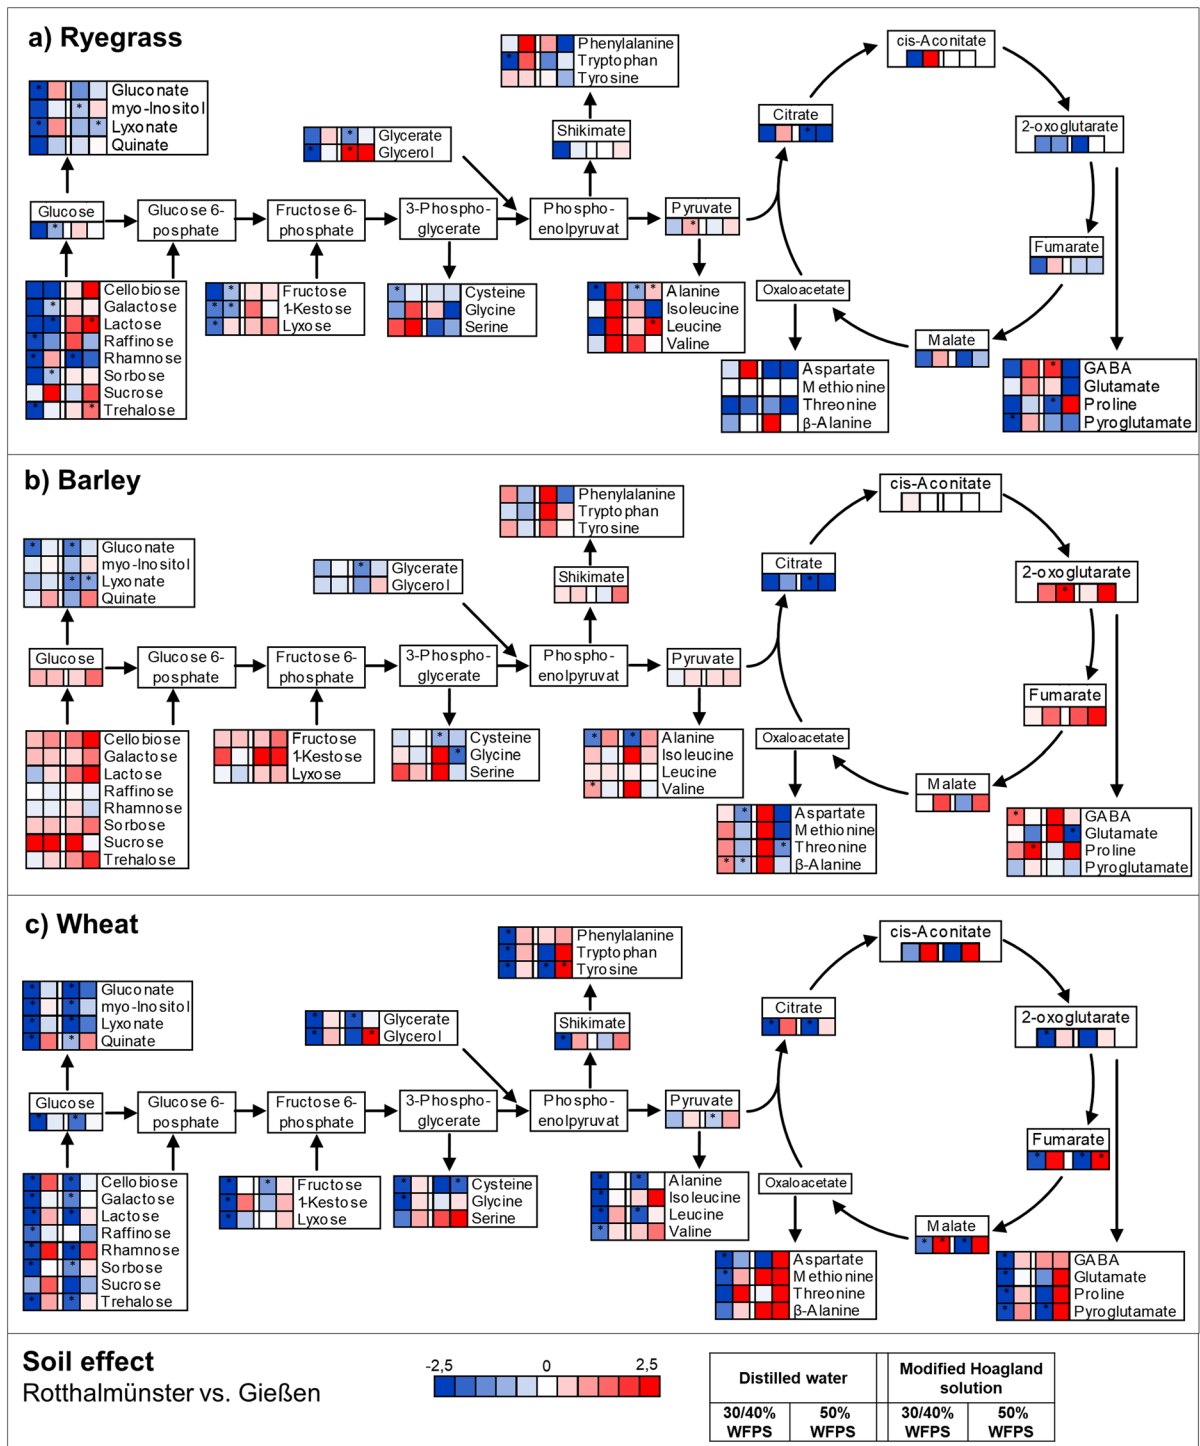 a) Ryegrass
Phenylalanine
Tryptophan
Tyrosine
cis-Aconitate
Gluconate
myo-Inositol
Lyxonate
Quinate
Glycerate
Glycerol
Shikimate
Citrate
2-oxoglutarate
Glucose
Glucose 6-
posphate
Fructose 6-
phosphate
3-Phospho-
glycerate
Phosph-
enolpyruvat
Pyruvate
Fumarate
Cellobiose
Galactose
Lactose
Raffinose
Rhamnose
Sorbose
Sucrose
Trehalose
Fructose
1-Kestose
Lyxose
Cysteine
Glycine
Serine
Alanine
Isoleucine
Leucine
Valine
Oxaloacetate
Malate
Aspartate
Methionine
Threonine
β-Alanine
GABA
Glutamate
Proline
Pyroglutamate
b) Barley
Phenylalanine
Tryptophan
Tyrosine
cis-Aconitate
Gluconate
myo-Inositol
Lyxonate
Quinate
Glycerate
Glycerol
Shikimate
Citrate
2-oxoglutarate
Glucose
Glucose 6-
posphate
Fructose 6-
phosphate
3-Phospho-
glycerate
Phosph-
enolpyruvat
Pyruvate
Fumarate
Cellobiose
Galactose
Lactose
Raffinose
Rhamnose
Sorbose
Sucrose
Trehalose
Fructose
1-Kestose
Lyxose
Cysteine
Glycine
Serine
Alanine
Isoleucine
Leucine
Valine
Oxaloacetate
Malate
Aspartate
Methionine
Threonine
β-Alanine
GABA
Glutamate
Proline
Pyroglutamate
c) Wheat
Phenylalanine
Tryptophan
Tyrosine
cis-Aconitate
Gluconate
myo-Inositol
Lyxonate
Quinate
Glycerate
Glycerol
Shikimate
Citrate
2-oxoglutarate
Glucose
Glucose 6-
posphate
Fructose 6-
phosphate
3-Phospho-
glycerate
Phosph-
enolpyruvat
Pyruvate
Fumarate
Cellobiose
Galactose
Lactose
Raffinose
Rhamnose
Sorbose
Sucrose
Trehalose
Fructose
1-Kestose
Lyxose
Cysteine
Glycine
Serine
Alanine
Isoleucine
Leucine
Valine
Oxaloacetate
Malate
Aspartate
Methionine
Threonine
β-Alanine
GABA
Glutamate
Proline
Pyroglutamate
Soil effect
Rotthalmünster vs. Gießen
-2,5 0 2,5
Distilled water
Modified Hoagland
solution
30/40%
WFPS
50%
WFPS
30/40%
WFPS
50%
WFPS